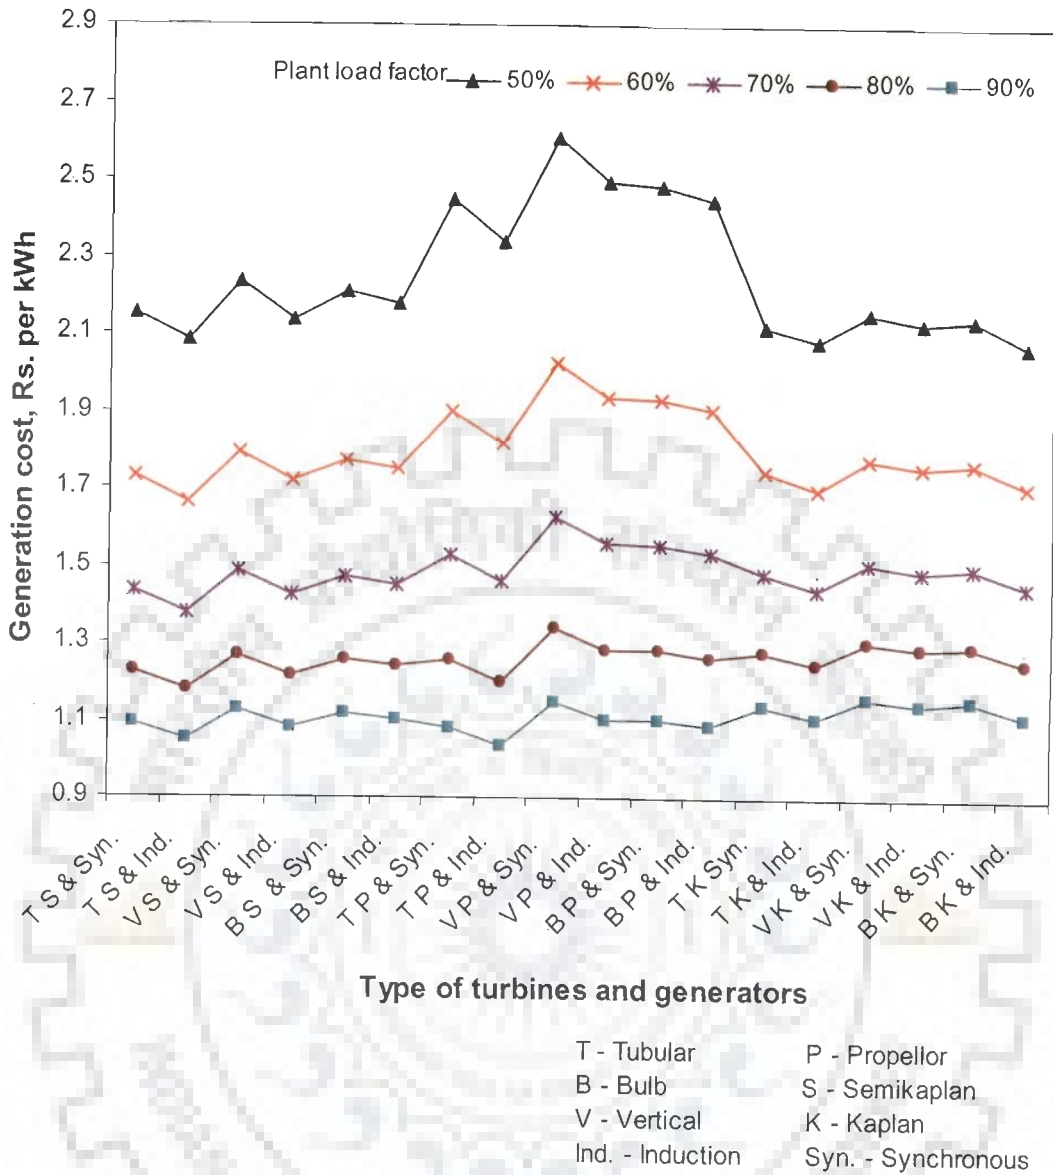 Plant load factor 50% 60% 70% 80% 90%
2.9
2.7
2.5
2.3
2.1
1.9
1.7
1.5
1.3
1.1
0.9
Generation cost, Rs. per kWh
T S & Syn.
T S & Ind.
V S & Syn.
V S & Ind.
B S & Syn.
B S & Ind.
T P & Syn.
T P & Ind.
V P & Syn.
V P & Ind.
B P & Syn.
B P & Ind.
T K Syn.
T K & Ind.
V K & Syn.
V K & Ind.
B K & Syn.
B K & Ind.
Type of turbines and generators
T - Tubular
B - Bulb
V - Vertical
Ind. - Induction
P - Propellor
S - Semikaplan
K - Kaplan
Syn. - Synchronous